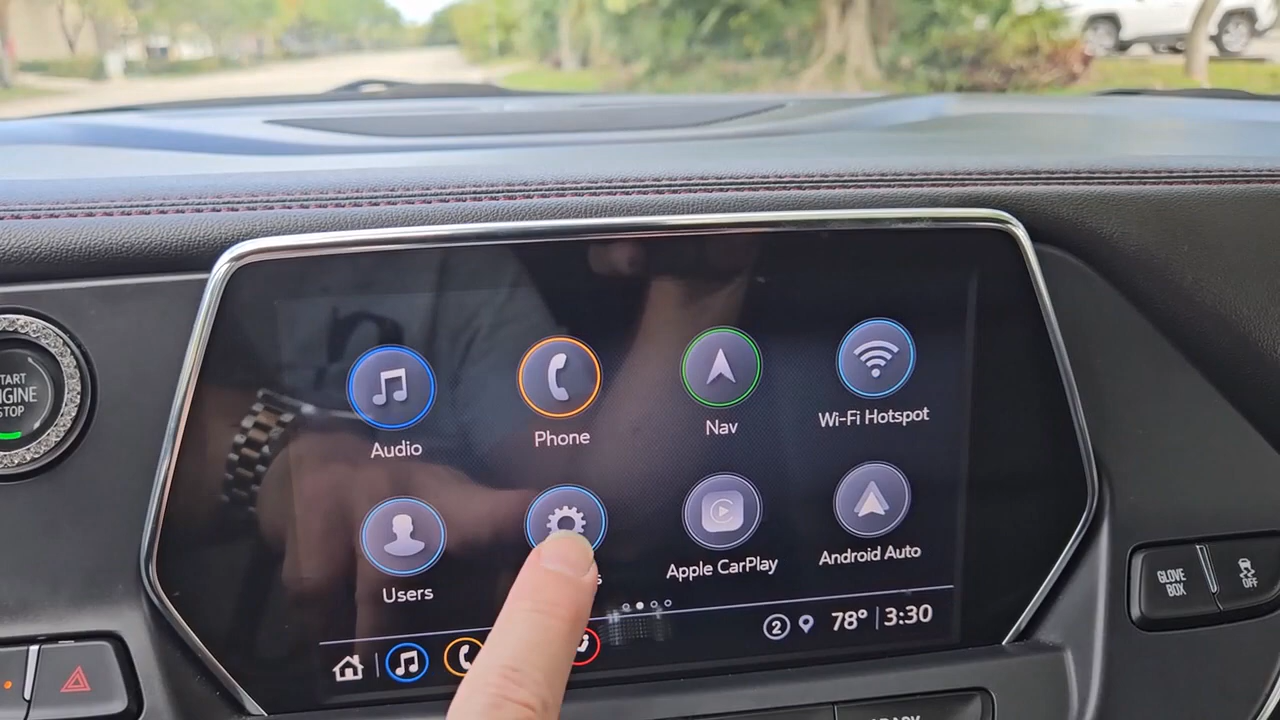 START
ENGINE
STOP
Audio
Phone
Nav
Wi-Fi Hotspot
Users
Apple CarPlay
Android Auto
2
78° 3:30
GLOVE
BOX
OFF